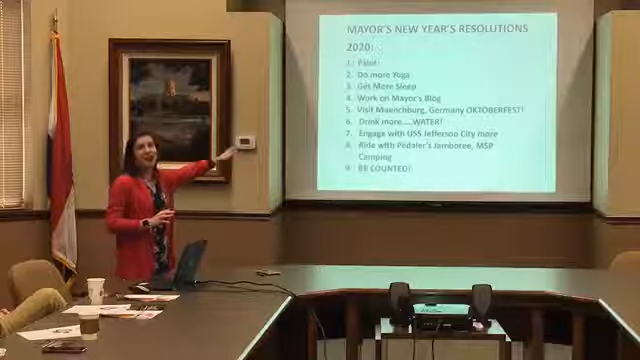 MAYOR'S NEW YEAR'S RESOLUTIONS
2020!
1. Paint
2. Do more Yoga
3. Get More Sleep
4. Work on Mayor's Blog
5. Visit Muenchburg, Germany OKTOBERFEST!
6. Drink more.....WATER!
7. Engage with USS Jefferson City more
8. Ride with Pedaler's Jamboree, MSP
Camping
9. BE COUNTED!